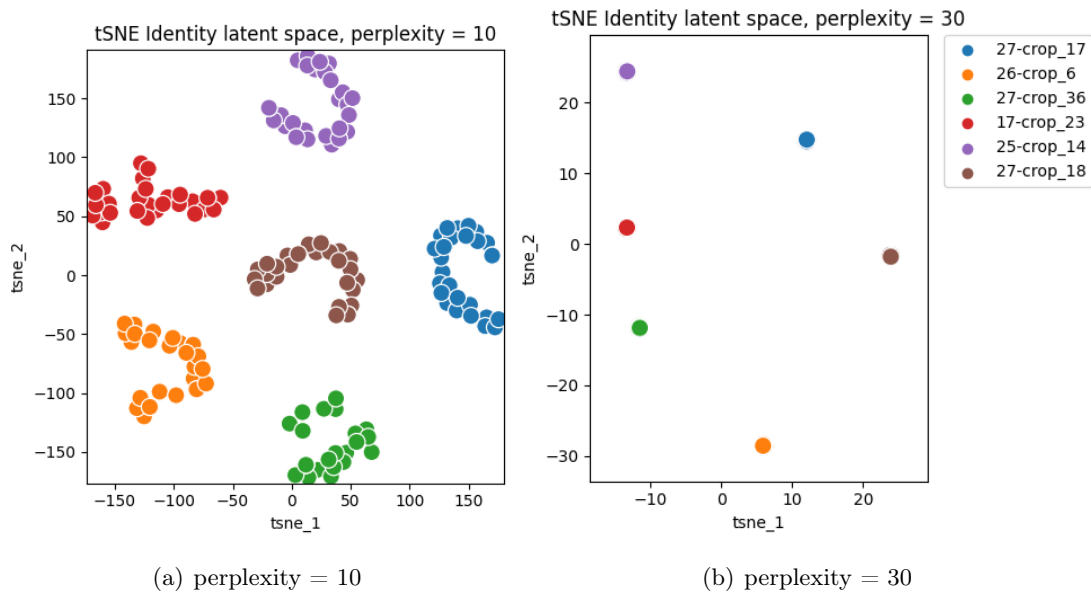 tSNE Identity latent space, perplexity = 10
150
100
50
0
−50
−100
−150
tsne_2
−150
−100
−50
0
50
100
150
tsne_1
(a) perplexity = 10
tSNE Identity latent space, perplexity = 30
20
10
0
−10
−20
−30
tsne_2
−10
0
10
20
tsne_1
27-crop_17
26-crop_6
27-crop_36
17-crop_23
25-crop_14
27-crop_18
(b) perplexity = 30